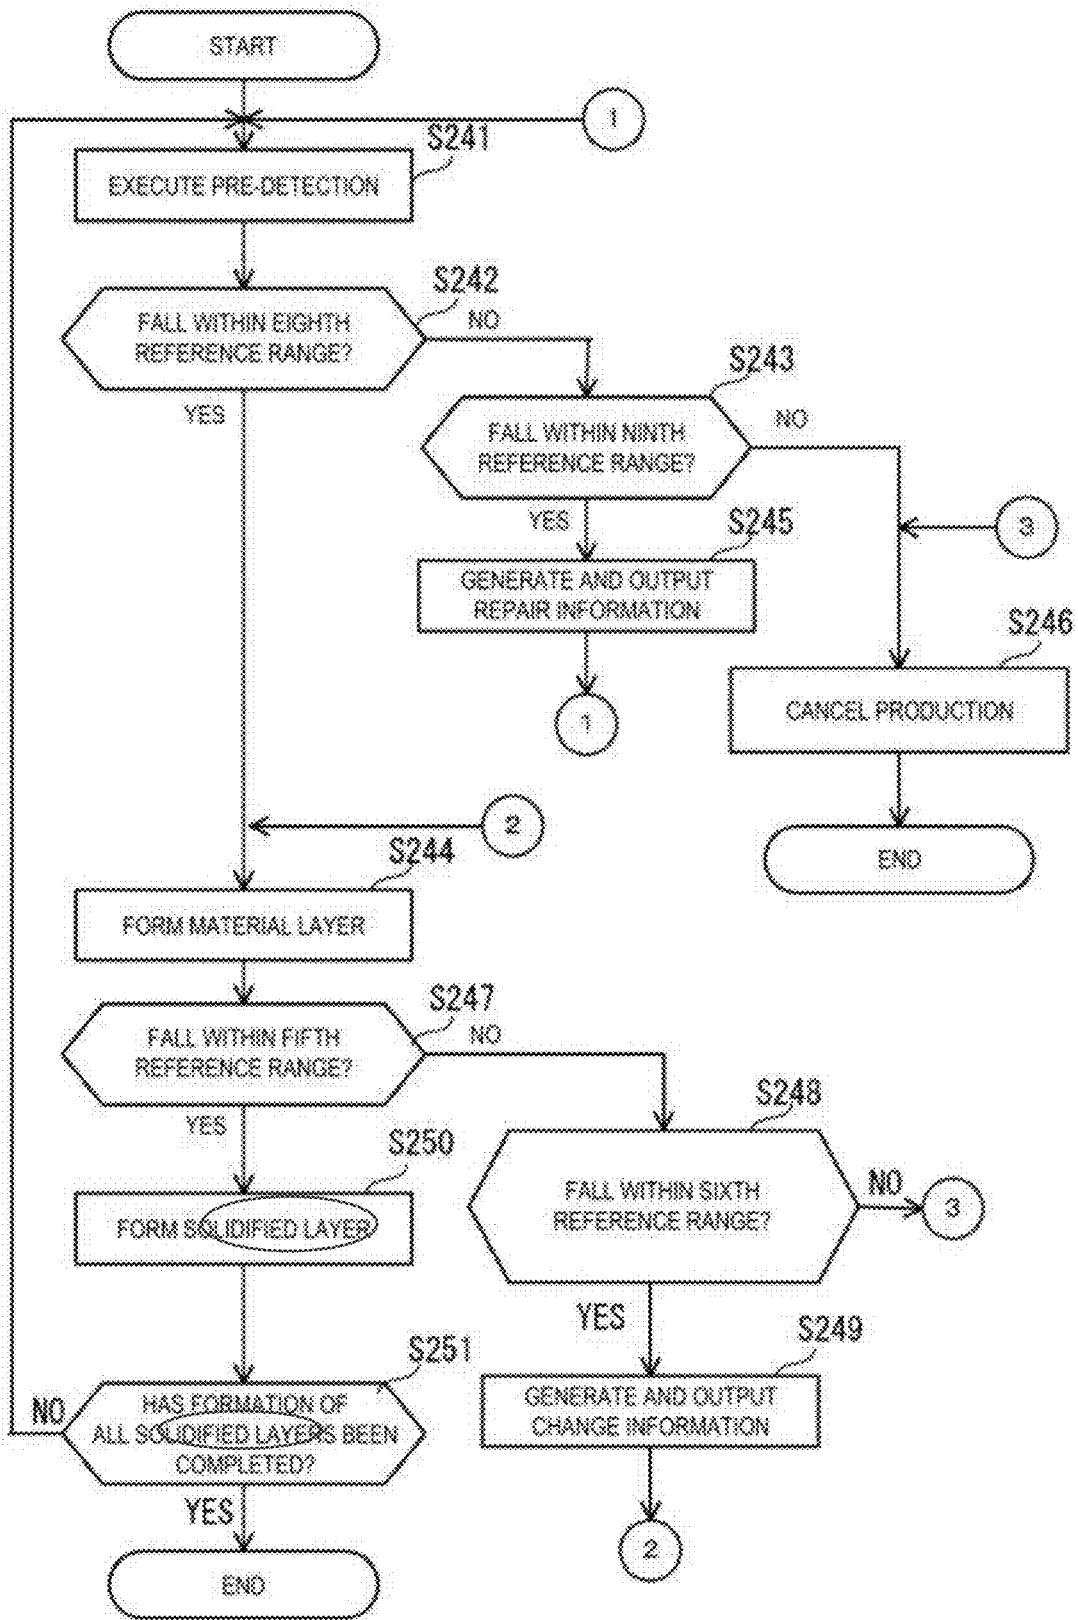 START
1
S241
EXECUTE PRE-DETECTION
S242
FALL WITHIN EIGHTH
REFERENCE RANGE?
NO
YES
S243
FALL WITHIN NINTH
REFERENCE RANGE?
NO
YES
S245
3
GENERATE AND OUTPUT
REPAIR INFORMATION
S246
1
CANCEL PRODUCTION
2
S244
END
FORM MATERIAL LAYER
S247
FALL WITHIN FIFTH
REFERENCE RANGE?
NO
YES
S248
S250
FALL WITHIN SIXTH
REFERENCE RANGE?
NO
3
FORM SOLIDIFIED LAYER
YES
S249
S251
HAS FORMATION OF
ALL SOLIDIFIED LAYERS BEEN
COMPLETED?
NO
GENERATE AND OUTPUT
CHANGE INFORMATION
YES
2
END